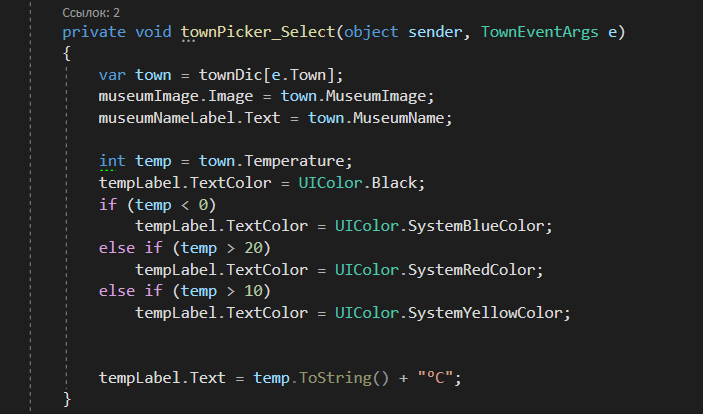 Ссылок: 2
private void townPicker_Select(object sender, TownEventArgs e)
{
var town = townDic[e.Town];
museumImage.Image = town.MuseumImage;
museumNameLabel.Text = town.MuseumName;
int temp = town.Temperature;
tempLabel.TextColor = UIColor.Black;
if (temp < 0)
tempLabel.TextColor = UIColor.SystemBlueColor;
else if (temp > 20)
tempLabel.TextColor = UIColor.SystemRedColor;
else if (temp > 10)
tempLabel.TextColor = UIColor.SystemYellowColor;
tempLabel.Text = temp.ToString() + "ºC";
}